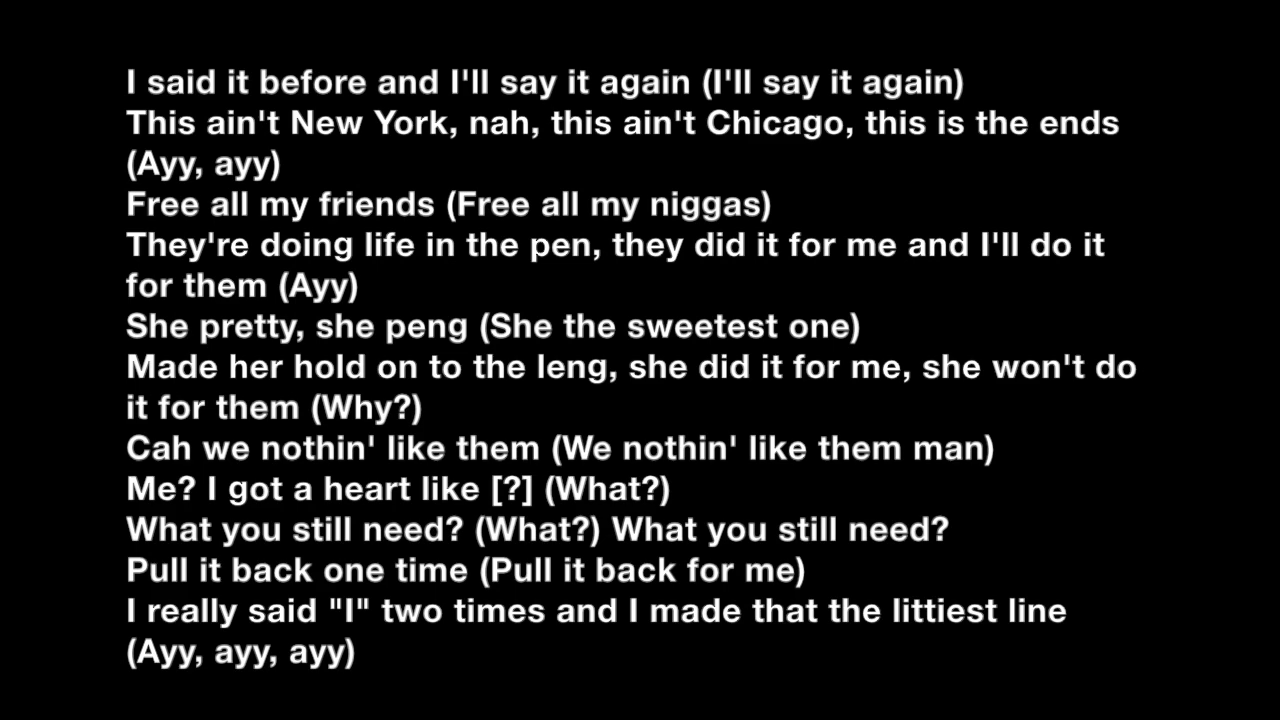 I said it before and I'll say it again (I'll say it again)
This ain't New York, nah, this ain't Chicago, this is the ends
(Ayy, ayy)
Free all my friends (Free all my niggas)
They're doing life in the pen, they did it for me and I'll do it
for them (Ayy)
She pretty, she peng (She the sweetest one)
Made her hold on to the leng, she did it for me, she won't do
it for them (Why?)
Cah we nothin' like them (We nothin' like them man)
Me? I got a heart like [?] (What?)
What you still need? (What?) What you still need?
Pull it back one time (Pull it back for me)
I really said "I" two times and I made that the littiest line
(Ayy, ayy, ayy)